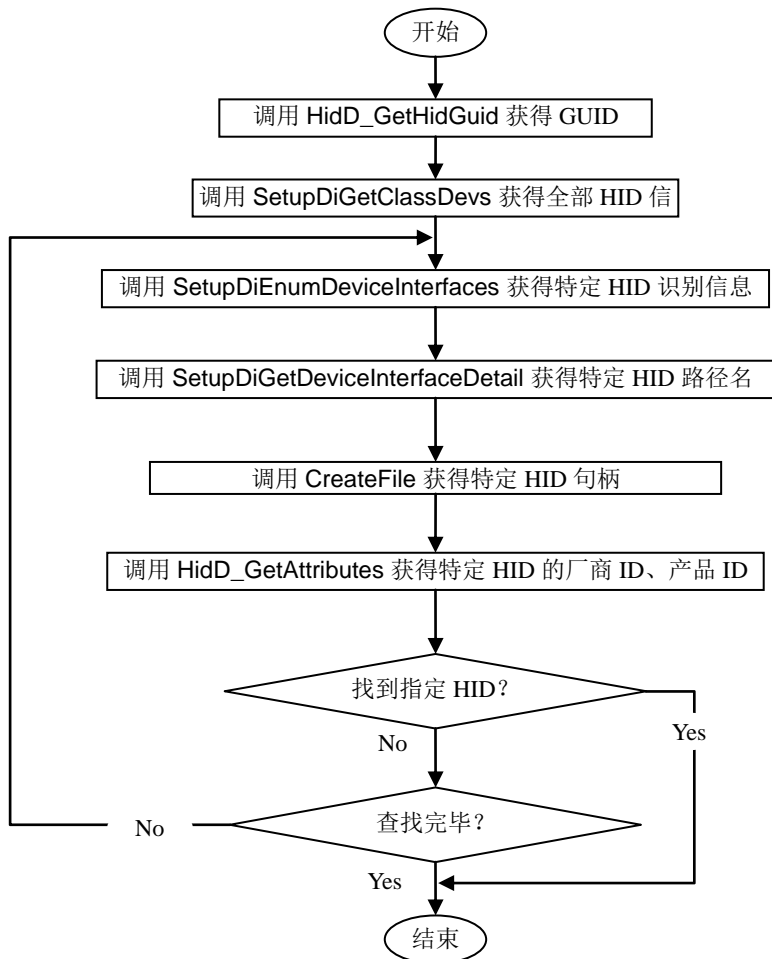 开始
调用 HidD_GetHidGuid 获得 GUID
调用 SetupDiGetClassDevs 获得全部 HID 信
调用 SetupDiEnumDeviceInterfaces 获得特定 HID 识别信息
调用 SetupDiGetDeviceInterfaceDetail 获得特定 HID 路径名
调用 CreateFile 获得特定 HID 句柄
调用 HidD_GetAttributes 获得特定 HID 的厂商 ID、产品 ID
找到指定 HID？
Yes
No
查找完毕？
No
Yes
结束